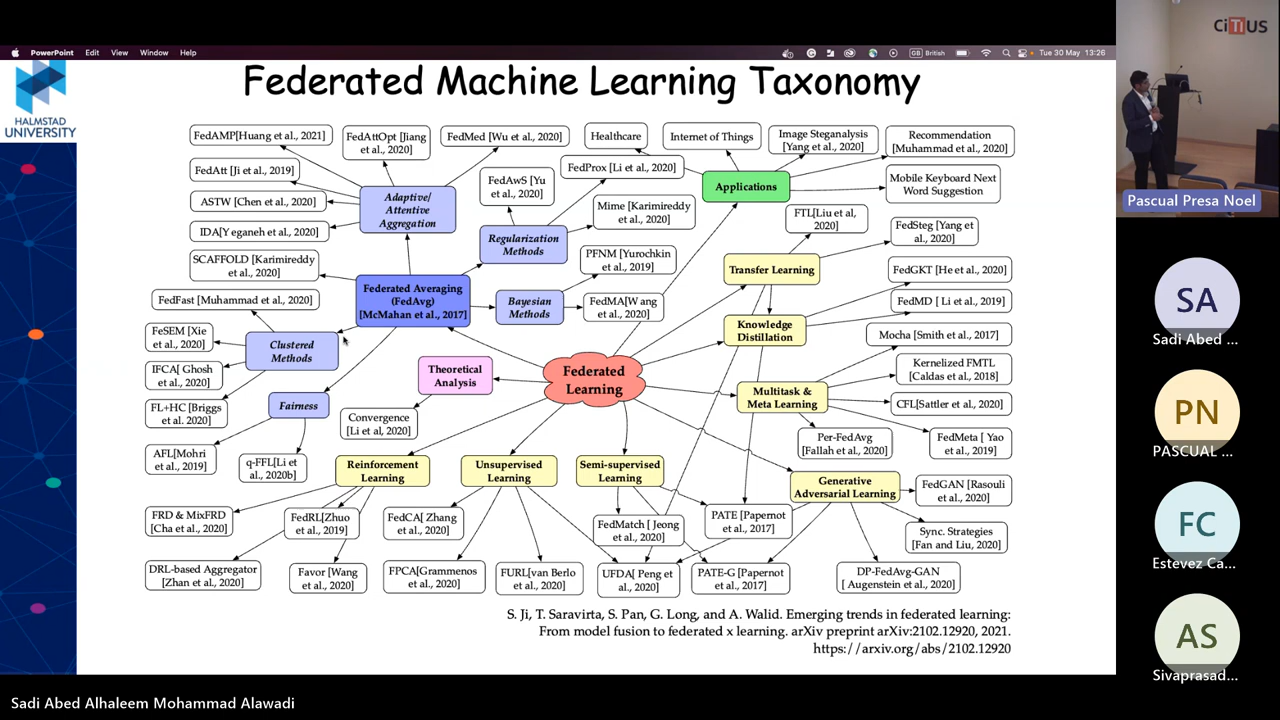 PowerPoint Edit View Window Help
GB British
Tue 30 May 13:26
CiTIUS
HALMSTAD
UNIVERSITY
Federated Machine Learning Taxonomy
FedAMP[Huang et al., 2021]
FedAttOpt [Jiang
et al., 2020]
FedMed [Wu et al., 2020]
Healthcare
Internet of Things
Image Steganalysis
[Yang et al., 2020]
Recommendation
[Muhammad et al., 2020]
FedAtt [Ji et al., 2019]
FedProx [Li et al., 2020]
FedAwS [Yu
et al., 2020]
Applications
Mobile Keyboard Next
Word Suggestion
Pascual Presa Noel
ASTW [Chen et al., 2020]
Adaptive/
Attentive
Aggregation
Mime [Karimireddy
et al., 2020]
FTL[Liu et al,
2020]
IDA[Y eganeh et al., 2020]
Regularization
Methods
FedSteg [Yang et
al., 2020]
SCAFFOLD [Karimireddy
et al., 2020]
PFNM [Yurochkin
et al., 2019]
Transfer Learning
FedGKT [He et al., 2020]
Federated Averaging
(FedAvg)
[McMahan et al., 2017]
FedFast [Muhammad et al., 2020]
Bayesian
Methods
FedMA[W ang
et al., 2020]
FedMD [ Li et al., 2019]
SA
Sadi Abed ...
FeSEM [Xie
et al., 2020]
Clustered
Methods
Knowledge
Distillation
Mocha [Smith et al., 2017]
IFCA[ Ghosh
et al., 2020]
Theoretical
Analysis
Federated
Learning
Kernelized FMTL
[Caldas et al., 2018]
FL+HC [Briggs
et al. 2020]
Fairness
Convergence
[Li et al, 2020]
Multitask &
Meta Learning
CFL[Sattler et al., 2020]
PN
PASCUAL ...
AFL[Mohri
et al., 2019]
q-FFL[Li et
al., 2020b]
Per-FedAvg
[Fallah et al., 2020]
FedMeta [ Yao
et al., 2019]
Reinforcement
Learning
Unsupervised
Learning
Semi-supervised
Learning
Generative
Adversarial Learning
FedGAN [Rasouli
et al., 2020]
FRD & MixFRD
[Cha et al., 2020]
FedRL[Zhuo
et al., 2019]
FedCA[ Zhang
et al., 2020]
FedMatch [ Jeong
et al., 2020]
PATE [Papernot
et al., 2017]
Sync. Strategies
[Fan and Liu, 2020]
FC
Estevez Ca...
DRL-based Aggregator
[Zhan et al., 2020]
Favor [Wang
et al., 2020]
FPCA[Grammenos
et al., 2020]
FURL[van Berlo
et al., 2020]
UFDA[ Peng et
al., 2020]
PATE-G [Papernot
et al., 2017]
DP-FedAvg-GAN
[ Augenstein et al., 2020]
S. Ji, T. Saravirta, S. Pan, G. Long, and A. Walid. Emerging trends in federated learning:
From model fusion to federated x learning. arXiv preprint arXiv:2102.12920, 2021.
https://arxiv.org/abs/2102.12920
AS
Sivaprasad...
Sadi Abed Alhaleem Mohammad Alawadi